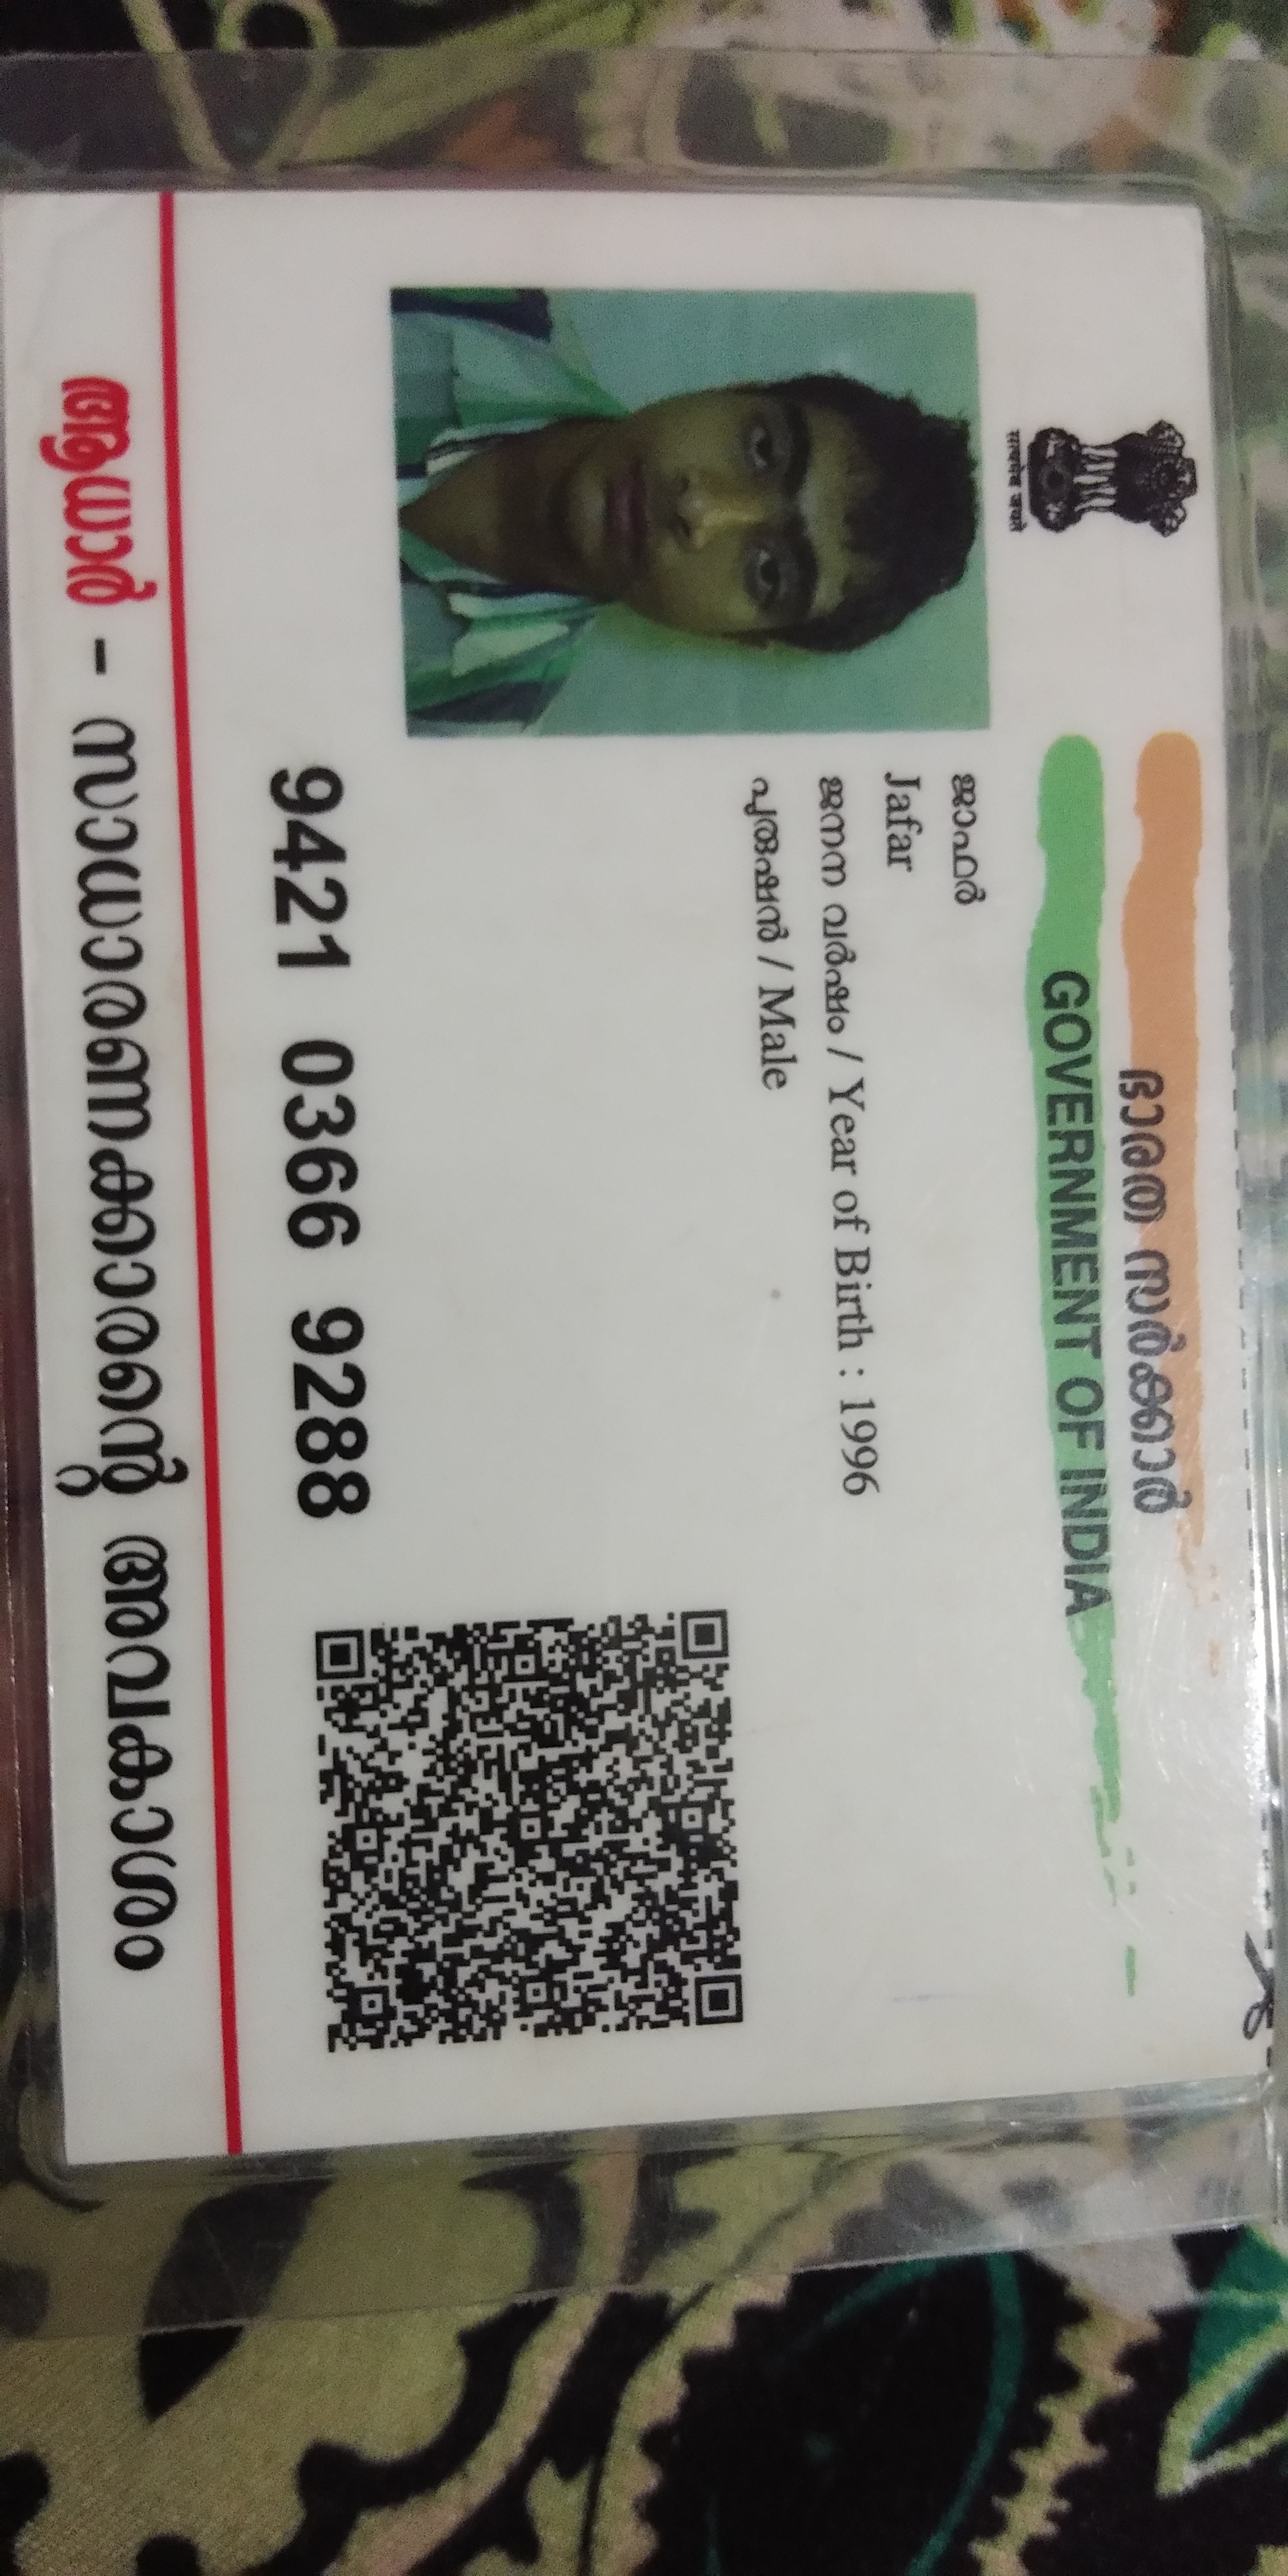 ഭാരത സർക്കാർ
GOVERNMENT OF INDIA
सत्यमेव जयते
ജാഫർ
Jafar
ജനന വർഷം / Year of Birth : 1996
പുരുഷൻ / Male
9421 0366 9288
ആധാർ - സാധാരണക്കാരന്റെ അവകാശം